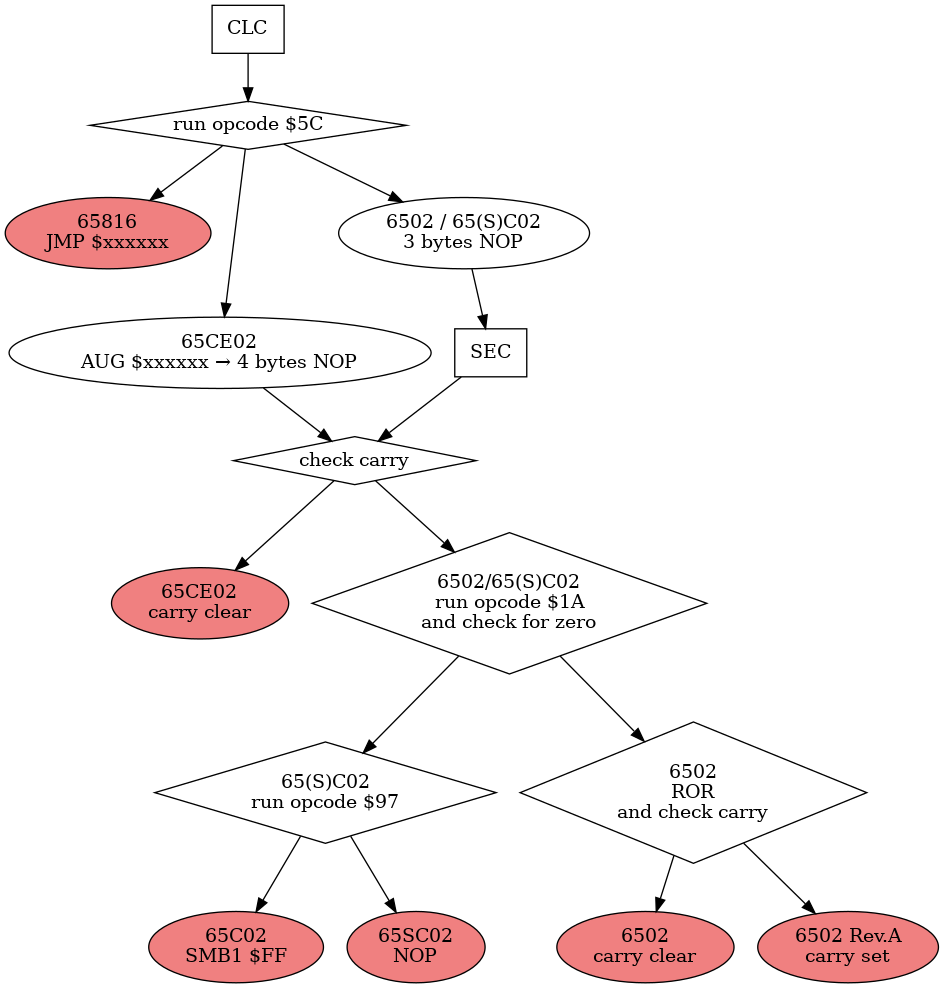 CLC
run opcode $5C
65816
JMP $xxxxxx
6502 / 65(S)C02
3 bytes NOP
65CE02
AUG $xxxxxx → 4 bytes NOP
SEC
check carry
65CE02
carry clear
6502/65(S)C02
run opcode $1A
and check for zero
65(S)C02
run opcode $97
6502
ROR
and check carry
65C02
SMB1 $FF
65SC02
NOP
6502
carry clear
6502 Rev.A
carry set